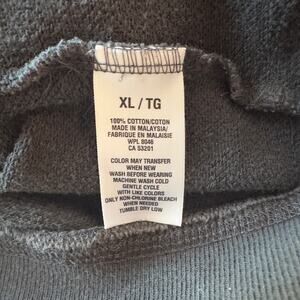 XL / TG
100% COTTON/COTON
MADE IN MALAYSIA/
FABRIQUE EN MALAISIE
WPL 8046
CA 53201
COLOR MAY TRANSFER
WHEN NEW
WASH BEFORE WEARING
MACHINE WASH COLD
GENTLE CYCLE
WITH LIKE COLORS
ONLY NON-CHLORINE BLEACH
WHEN NEEDED
TUMBLE DRY LOW